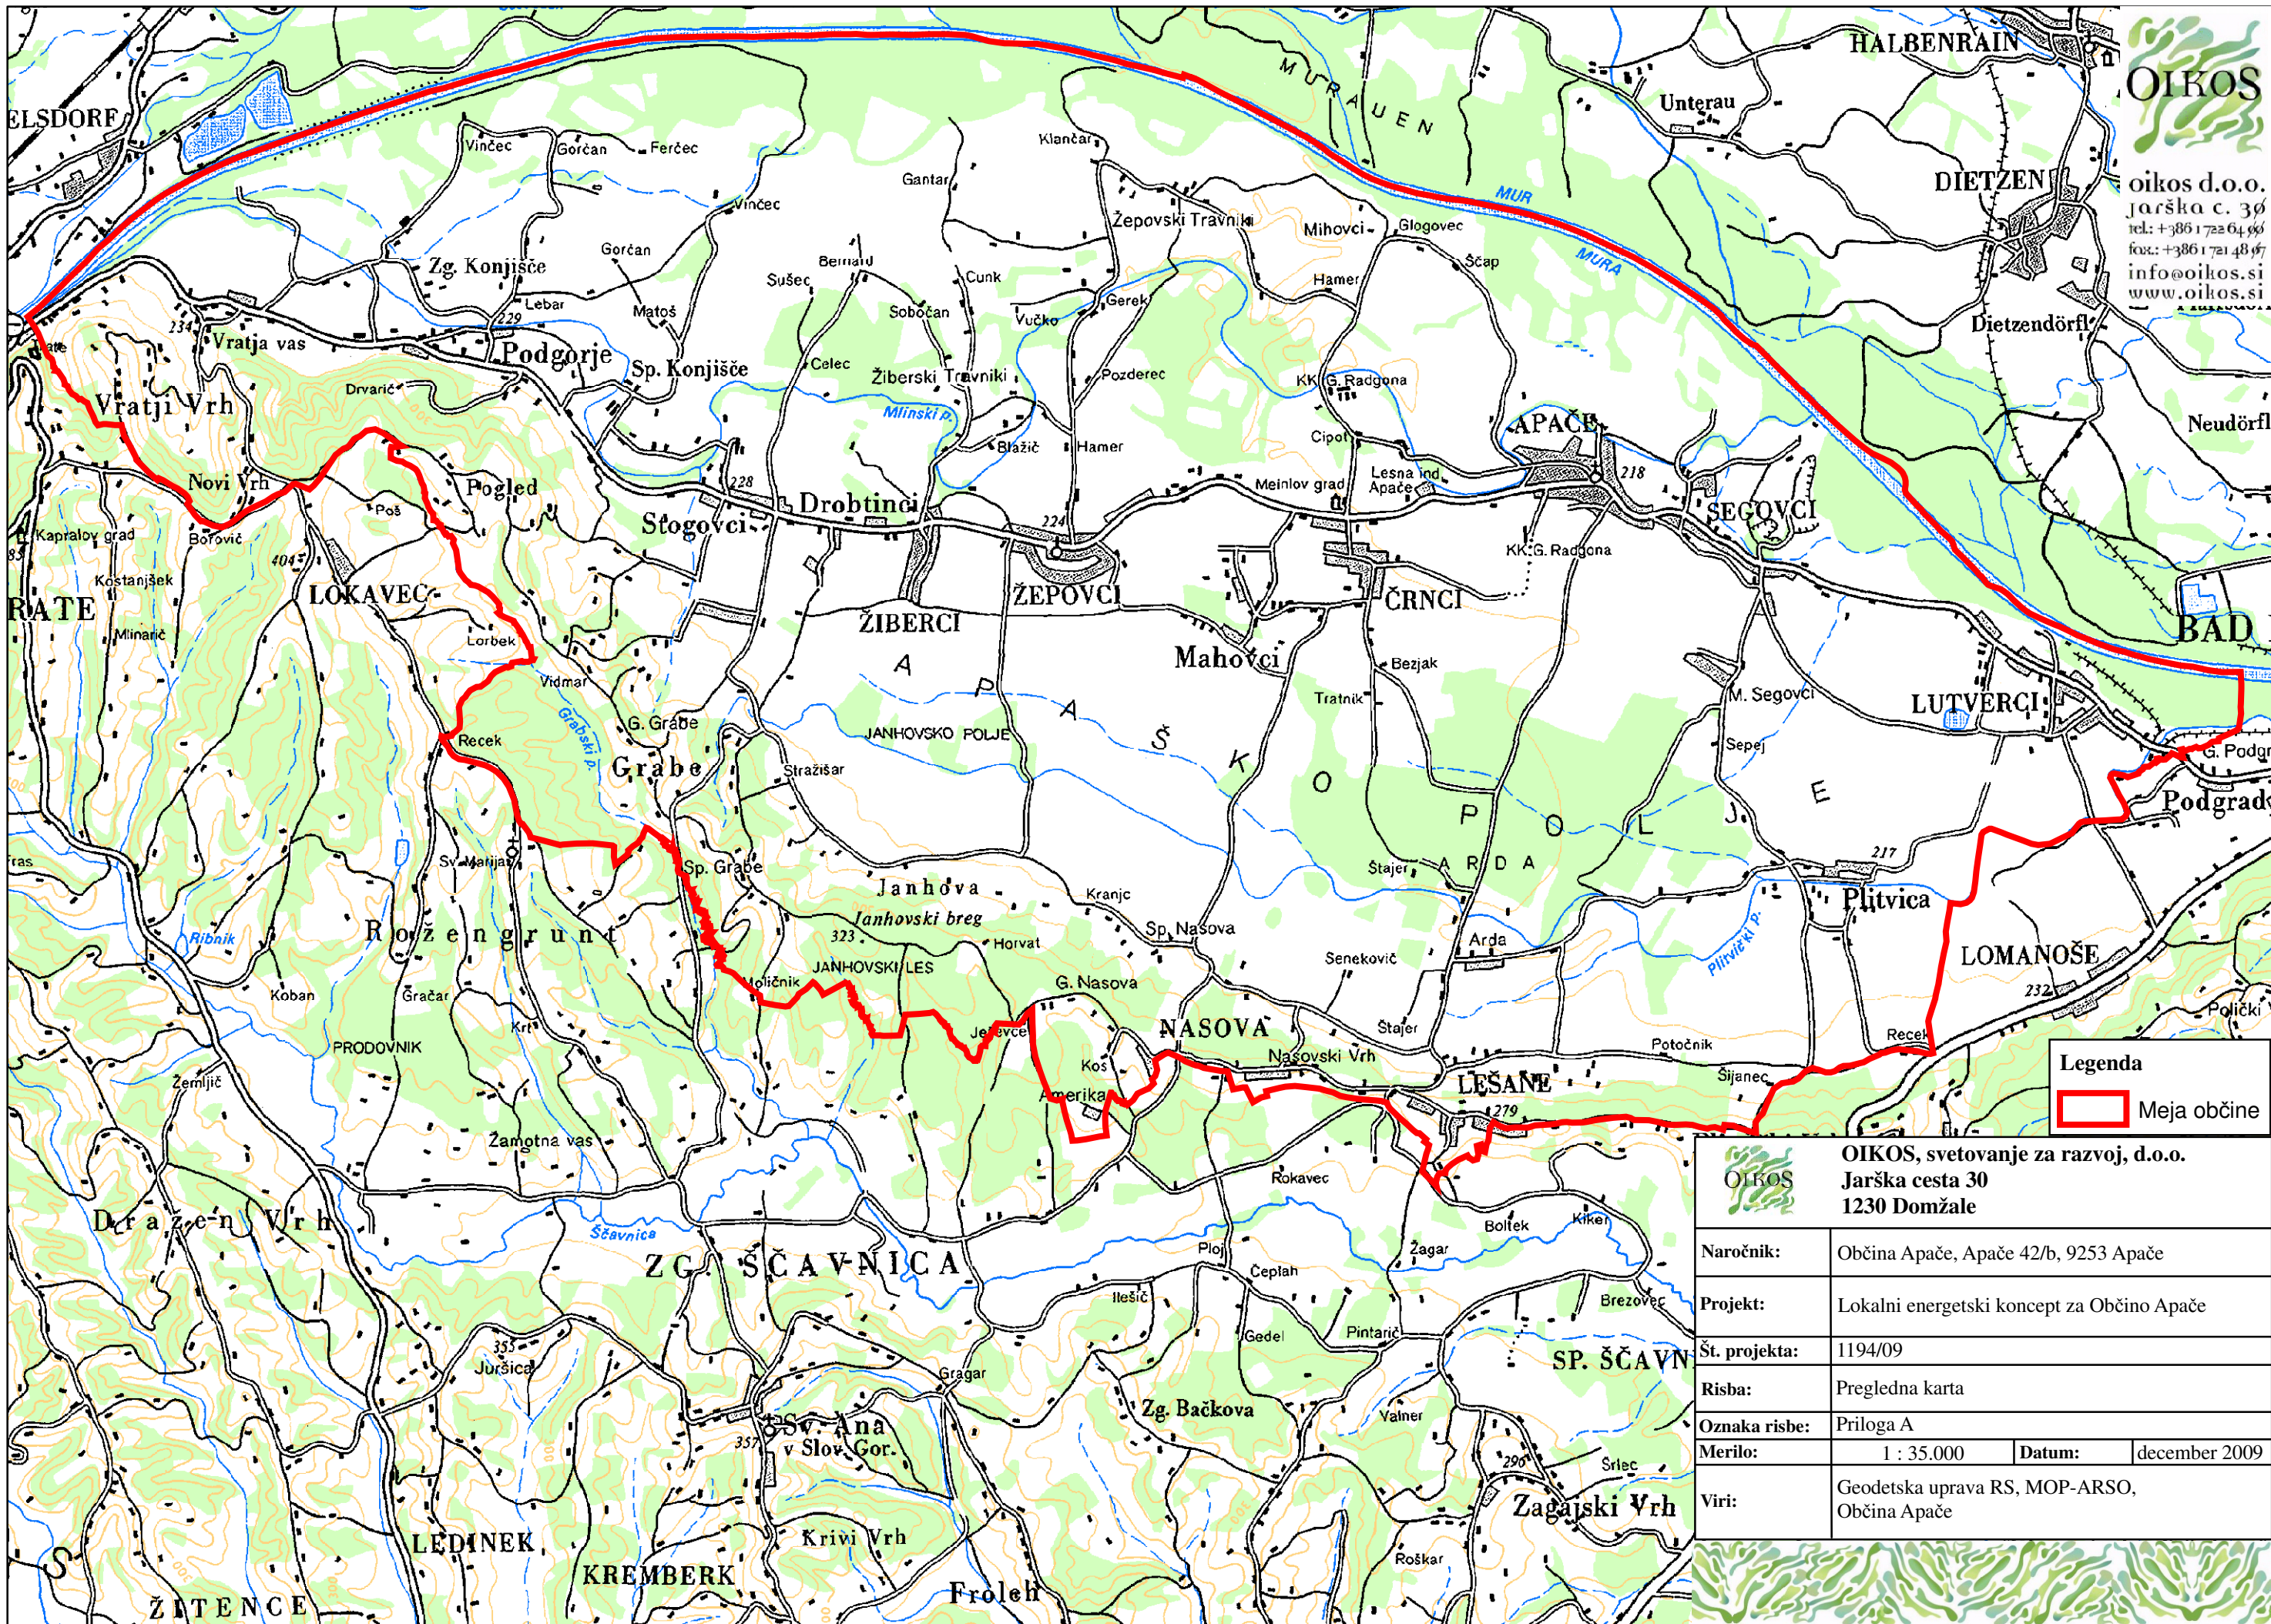 HALBENRAIN
OIKOS
MURAUEN
Unterau
ELSDORF
Vinčec
Gorčan
Ferčec
Klančar
Gantar
DIETZEN
oikos d.o.o.
Jarška c. 30
info@oikos.si
www.oikos.si
MUR
Vinčec
Žepovski Travniki
Mihovci
Glogovec
MURA
Zg. Konjišče
Gorčan
Bernard
Sušec
Cunk
Hamer
Ščap
Lebar
229
Matoš
Sobočan
Vučko
Gerek
Dietzendörfl
234
Vratja vas
Podgorje
Sp. Konjišče
Celec
Žiberski Travniki
Pozderec
KK G. Radgona
Drvarič
Vratji Vrh
Mlinski p.
Blažič
Hamer
Cipot
APAČE
Neudörfl
Novi Vrh
Pogled
228
Drobtinci
Meinlov grad
Lesna ind.
Apače
218
Poš
Stogovci
224
SEGOVCI
Kapralov grad
Borovič
404
KK G. Radgona
Kostanjšek
LOKAVEC
ŽEPOVCI
ČRNCI
RATE
Mlinarič
Lorbek
ŽIBERCI
Mahovci
BAD
Vidmar
APAŠKO POLJE
Bezjak
Tratnik
M. Segovci
LUTVERCI
Grabski p.
G. Grabe
JANHOVSKO POLJE
Recek
Sepej
Grabe
Stražišar
Podgrad
Sv. Marija
Sp. Grabe
Štajer
ARDA
217
Janhova
Kranjc
Plitvica
Janhovski breg
Rožengrunt
323
Horvat
Sp. Nasova
Arda
Ribnik
Senekovič
Plitvički p.
LOMANOŠE
JANHOVSKI LES
Moličnik
G. Nasova
Koban
Gračar
232
Krt
NASOVA
Štajer
Recek
PRODOVNIK
Kos
Nasovski Vrh
Potočnik
Legenda
Žemljič
Amerika
LEŠANE
Šijanec
Meja občine
279
Žamotna vas
Rokavec
OIKOS
OIKOS, svetovanje za razvoj, d.o.o.
Jarška cesta 30
1230 Domžale
Dražen Vrh
Ščavnica
Boltek
Kiker
ZG. ŠČAVNICA
Ploj
Žagar
Naročnik: Občina Apače, Apače 42/b, 9253 Apače
Čeplah
Ilešič
Brezovec
Projekt: Lokalni energetski koncept za Občino Apače
Gedel
Pintarič
355
Juršica
SP. ŠČAVN
Št. projekta: 1194/09
Gragar
Risba: Pregledna karta
Zg. Bačkova
Valner
Oznaka risbe: Priloga A
Sv. Ana
357
v Slov. Gor.
Merilo: 1 : 35.000 Datum: december 2009
296
Šrlec
Viri: Geodetska uprava RS, MOP-ARSO,
Občina Apače
Zagajski Vrh
LEDINEK
Krivi Vrh
Roškar
KREMBERK
Froleh
S
ŽITENCE